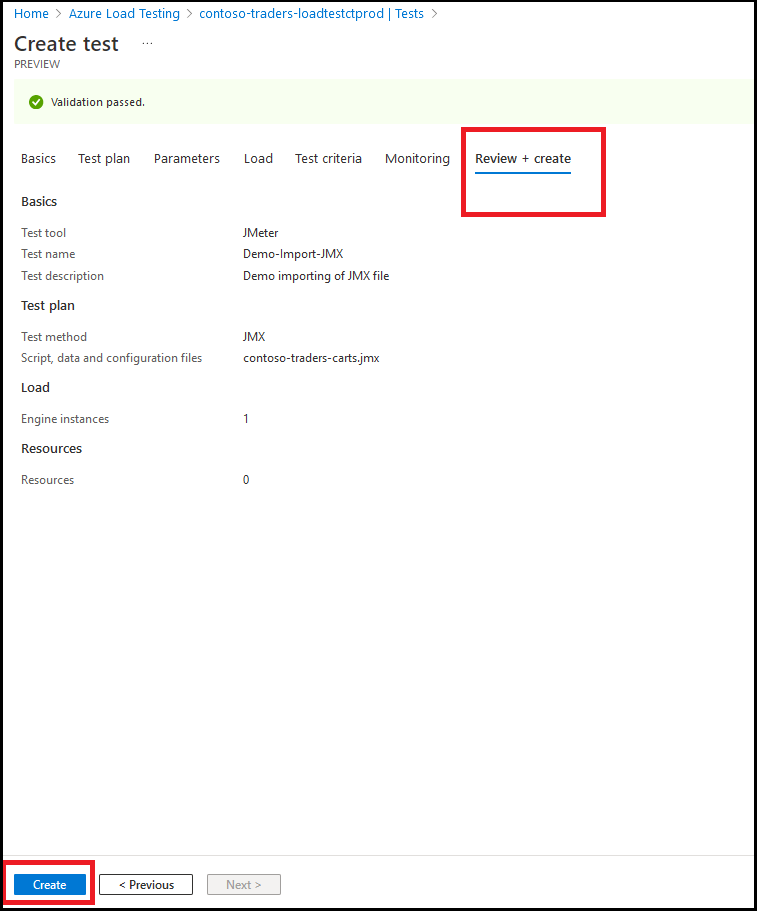 Home > Azure Load Testing > contoso-traders-loadtestctprod | Tests >
Create test ...
PREVIEW
Validation passed.
Basics Test plan Parameters Load Test criteria Monitoring Review + create
Basics
Test tool JMeter
Test name Demo-Import-JMX
Test description Demo importing of JMX file
Test plan
Test method JMX
Script, data and configuration files contoso-traders-carts.jmx
Load
Engine instances 1
Resources
Resources 0
Create < Previous Next >